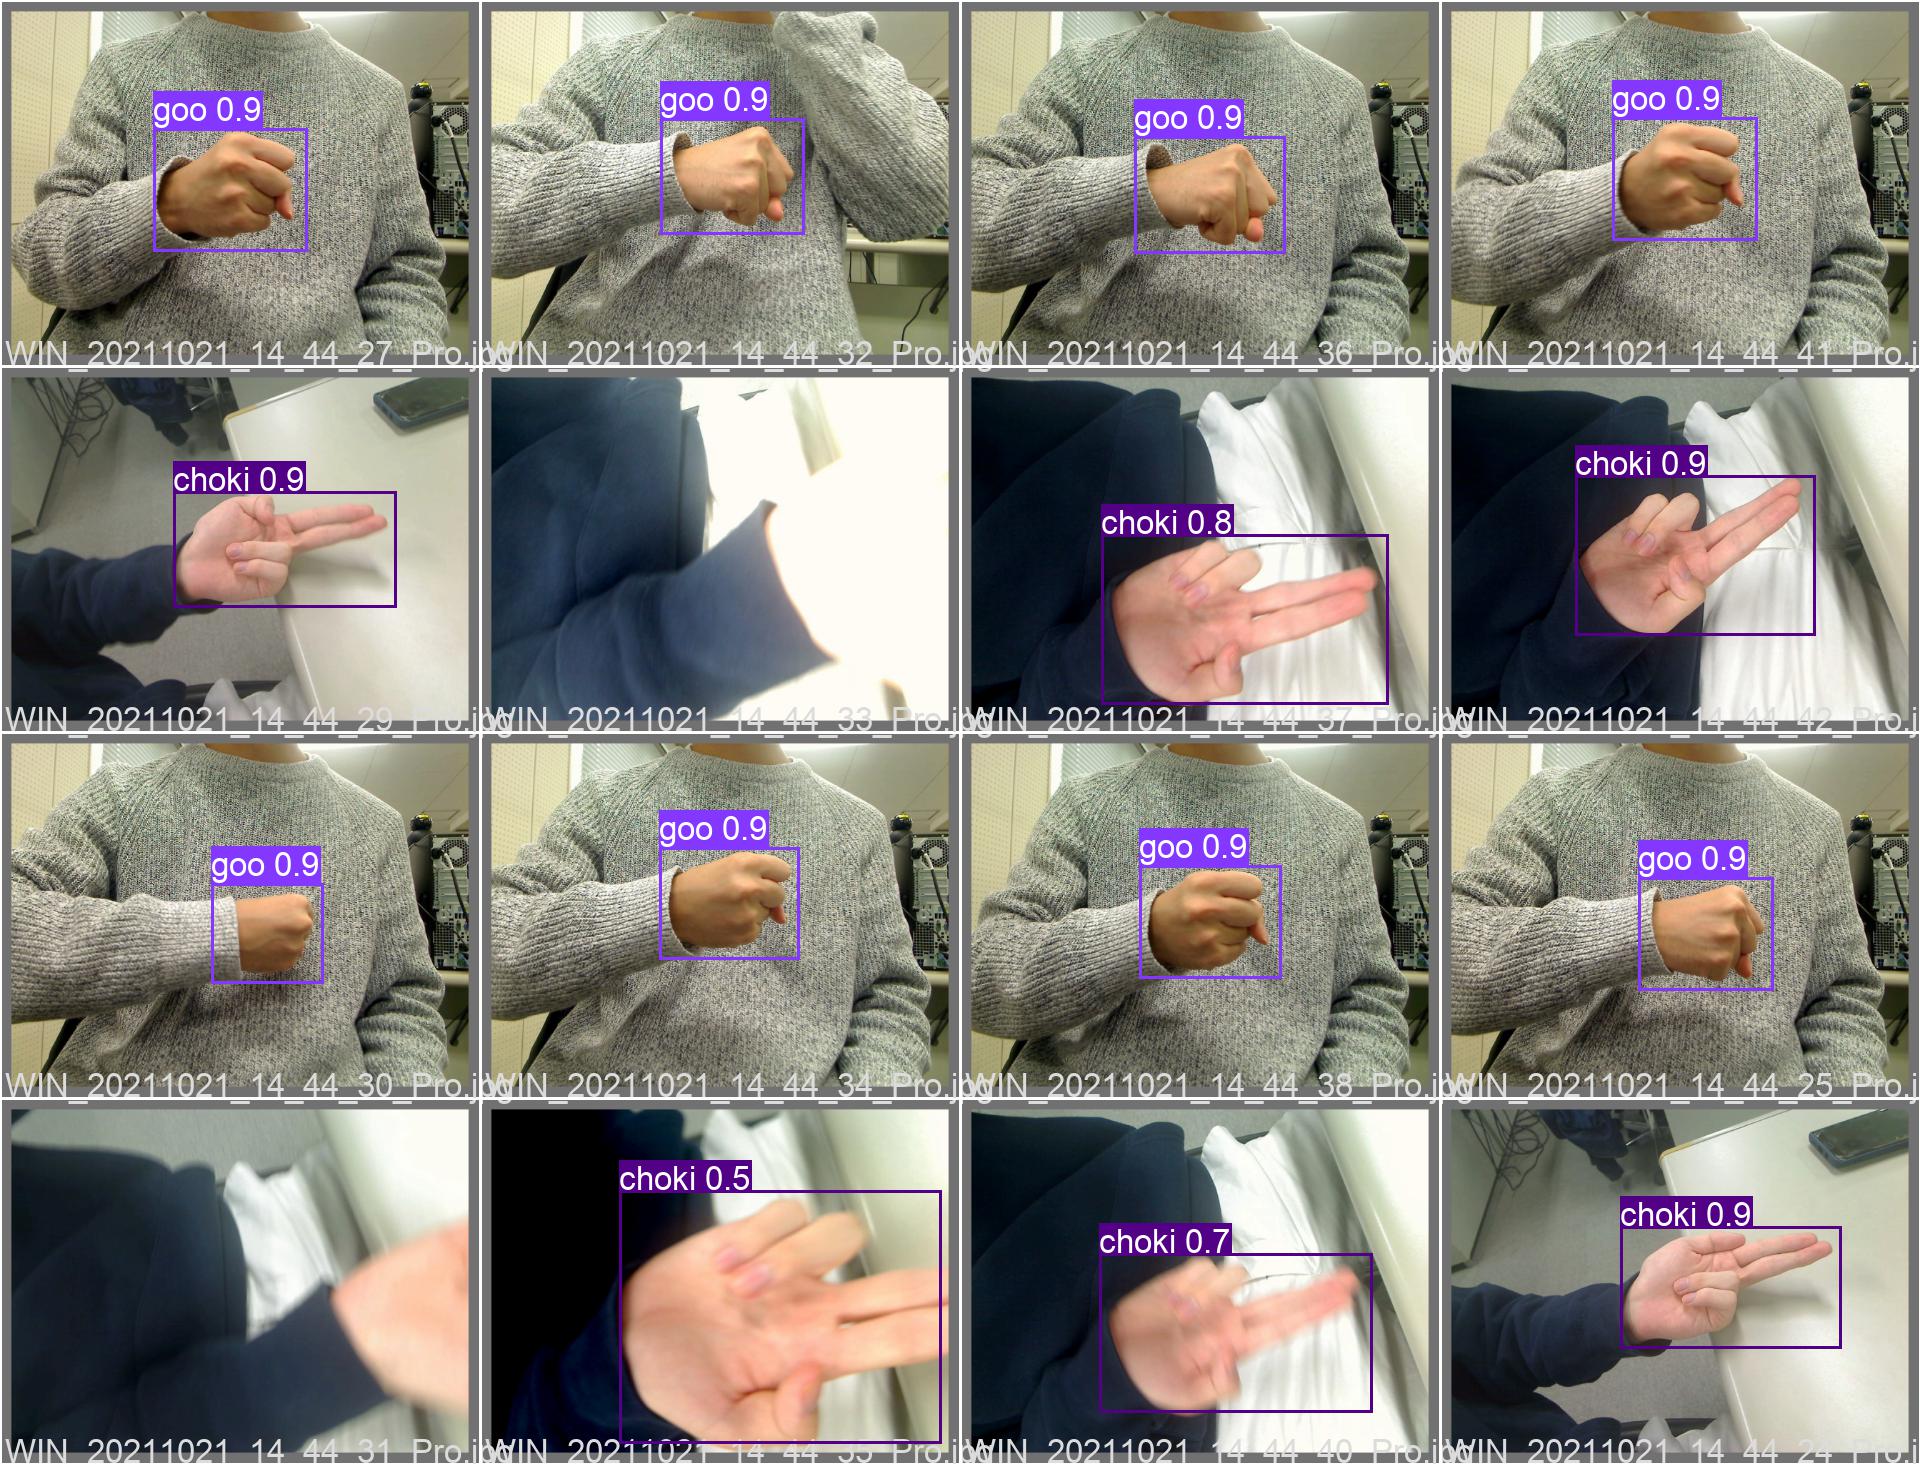 goo 0.9
goo 0.9
goo 0.9
goo 0.9
WIN_20211021_14_44_27_Pro.jpg
WIN_20211021_14_44_32_Pro.jpg
WIN_20211021_14_44_36_Pro.jpg
WIN_20211021_14_44_41_Pro.j
choki 0.9
choki 0.8
choki 0.9
WIN_20211021_14_44_29_Pro.jpg
WIN_20211021_14_44_33_Pro.jpg
WIN_20211021_14_44_37_Pro.jpg
WIN_20211021_14_44_42_Pro.j
goo 0.9
goo 0.9
goo 0.9
goo 0.9
WIN_20211021_14_44_30_Pro.jpg
WIN_20211021_14_44_34_Pro.jpg
WIN_20211021_14_44_38_Pro.jpg
WIN_20211021_14_44_25_Pro.j
choki 0.5
choki 0.7
choki 0.9
WIN_20211021_14_44_31_Pro.jpg
WIN_20211021_14_44_35_Pro.jpg
WIN_20211021_14_44_40_Pro.jpg
WIN_20211021_14_44_24_Pro.j